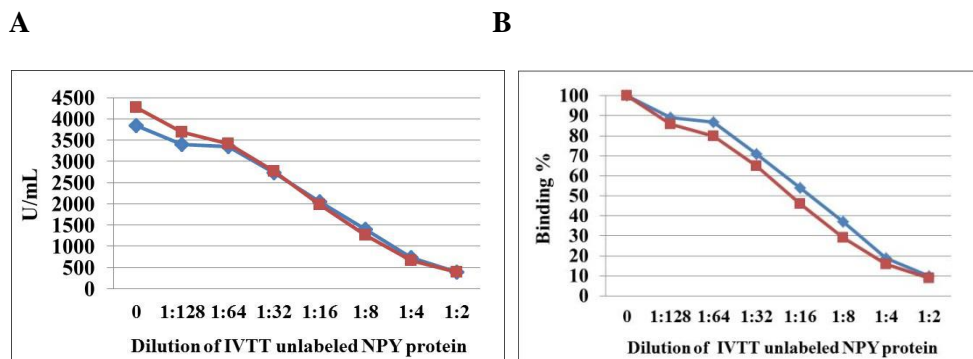 A
B
U/mL
4500
4000
3500
3000
2500
2000
1500
1000
500
0
0 1:128 1:64 1:32 1:16 1:8 1:4 1:2
Dilution of IVTT unlabeled NPY protein
Binding %
100
90
80
70
60
50
40
30
20
10
0
0 1:128 1:64 1:32 1:16 1:8 1:4 1:2
Dilution of IVTT unlabeled NPY protein